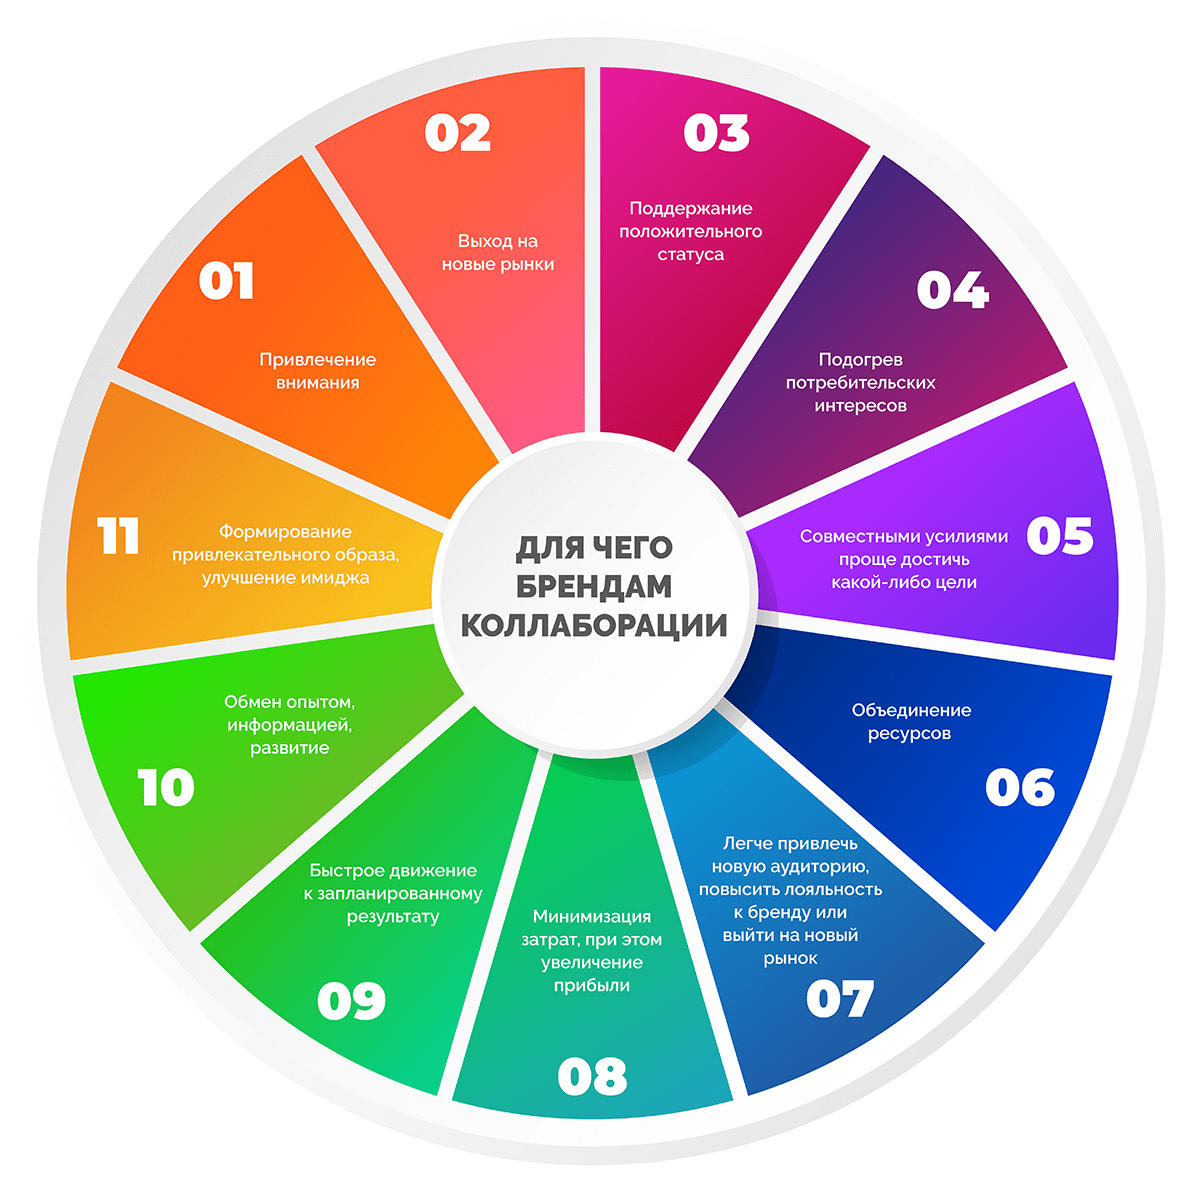 ДЛЯ ЧЕГО
БРЕНДАМ
КОЛЛАБОРАЦИИ
01
Привлечение
внимания
02
Выход на
новые рынки
03
Поддержание
положительного
статуса
04
Подогрев
потребительских
интересов
05
Совместными усилиями
проще достичь
какой-либо цели
06
Объединение
ресурсов
07
Легче привлечь
новую аудиторию,
повысить лояльность
к бренду или
выйти на новый
рынок
08
Минимизация
затрат, при этом
увеличение
прибыли
09
Быстрое движение
к запланированному
результату
10
Обмен опытом,
информацией,
развитие
11
Формирование
привлекательного образа,
улучшение имиджа